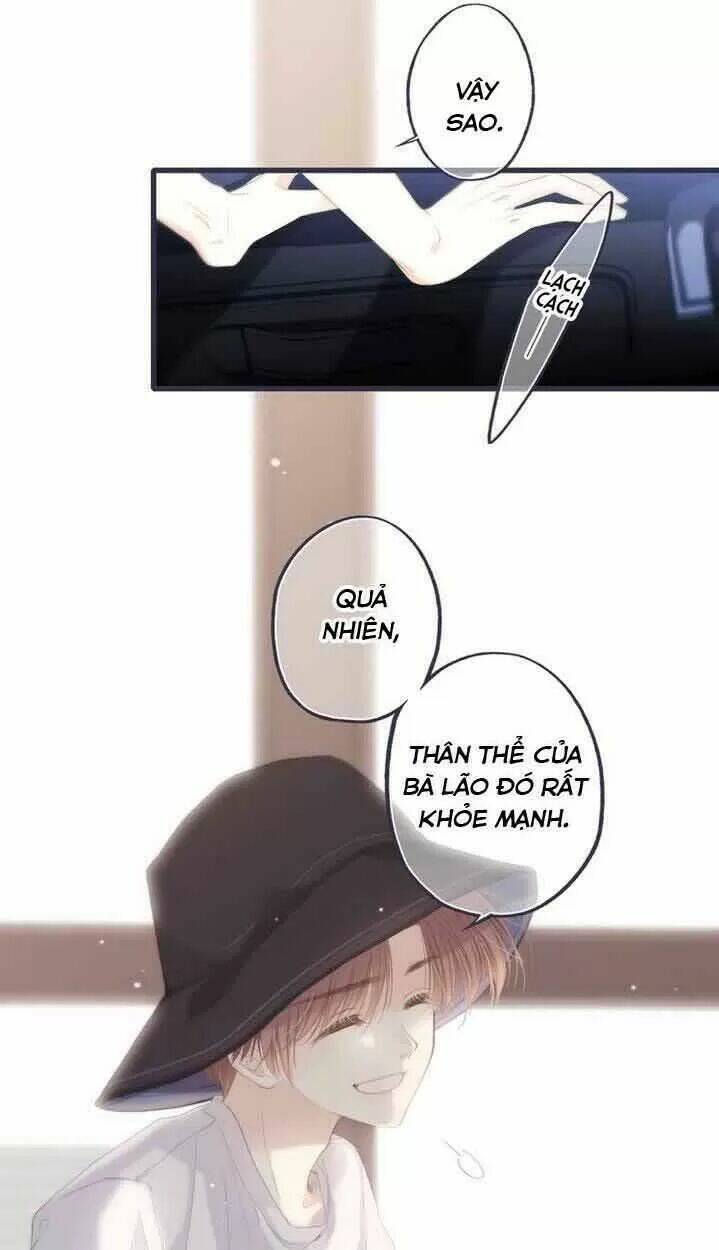 VẬY
SAO.
LẠCH
CẠCH
QUẢ
NHIÊN,
THÂN THỂ CỦA
BÀ LÃO ĐÓ RẤT
KHỎE MẠNH.